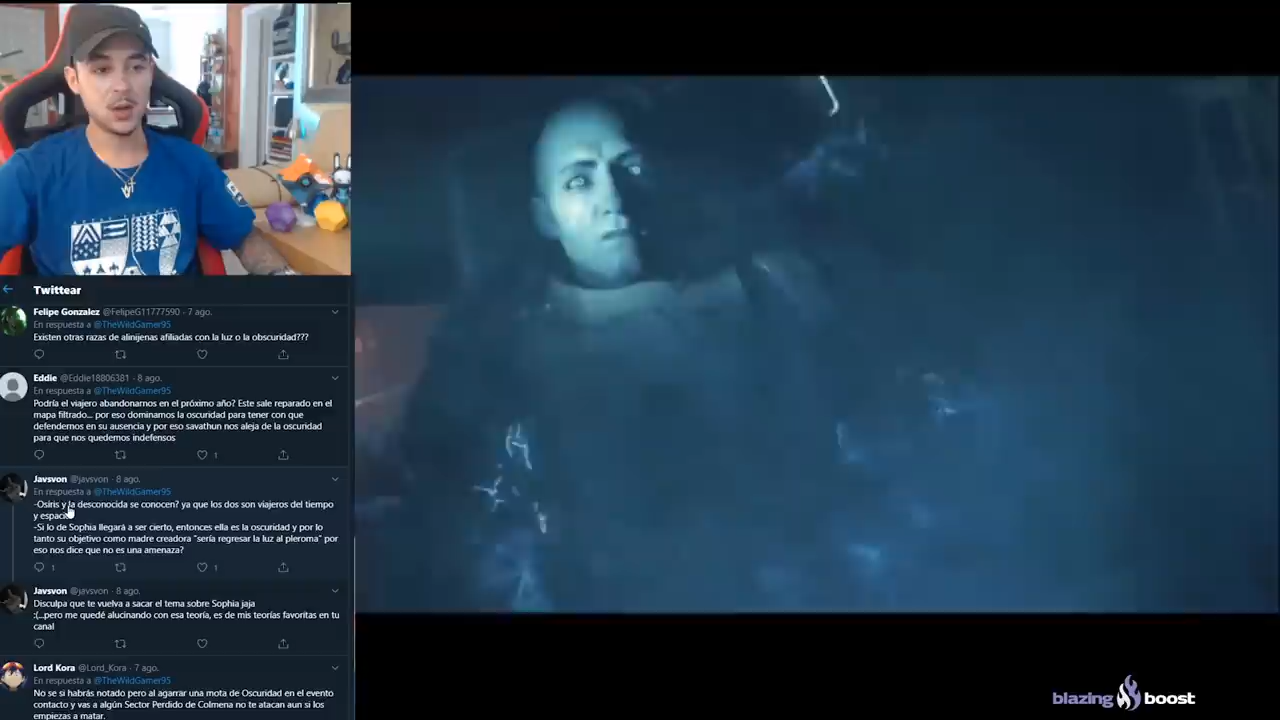 Twittear
Felipe Gonzalez @FelipeG11777590 · 7 ago.
En respuesta a @TheWildGamer95
Existen otras razas de alinijenas afiliadas con la luz o la obscuridad???
Eddie @Eddie18806381 · 8 ago.
En respuesta a @TheWildGamer95
Podría el viajero abandonarnos en el próximo año? Este sale reparado en el
mapa filtrado... por eso dominamos la oscuridad para tener con que
defendernos en su ausencia y por eso savathun nos aleja de la oscuridad
para que nos quedemos indefensos
1
Javsvon @javsvon · 8 ago.
En respuesta a @TheWildGamer95
-Osiris y la desconocida se conocen? ya que los dos son viajeros del tiempo
y espacio
-Si lo de Sophia llegará a ser cierto, entonces ella es la oscuridad y por lo
tanto su objetivo como madre creadora "sería regresar la luz al pleroma" por
eso nos dice que no es una amenaza?
1 1
Javsvon @javsvon · 8 ago.
Disculpa que te vuelva a sacar el tema sobre Sophia jaja
:(...pero me quedé alucinando con esa teoría, es de mis teorías favoritas en tu
canal
Lord Kora @Lord_Kora · 7 ago.
En respuesta a @TheWildGamer95
No se si habrás notado pero al agarrar una mota de Oscuridad en el evento
contacto y vas a algún Sector Perdido de Colmena no te atacan aun si los
empiezas a matar.
blazing boost